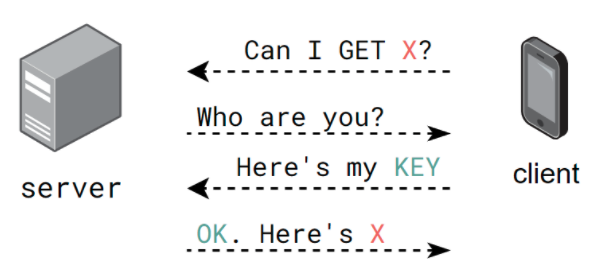 Can I GET X?
Who are you?
Here's my KEY
server
client
OK. Here's X